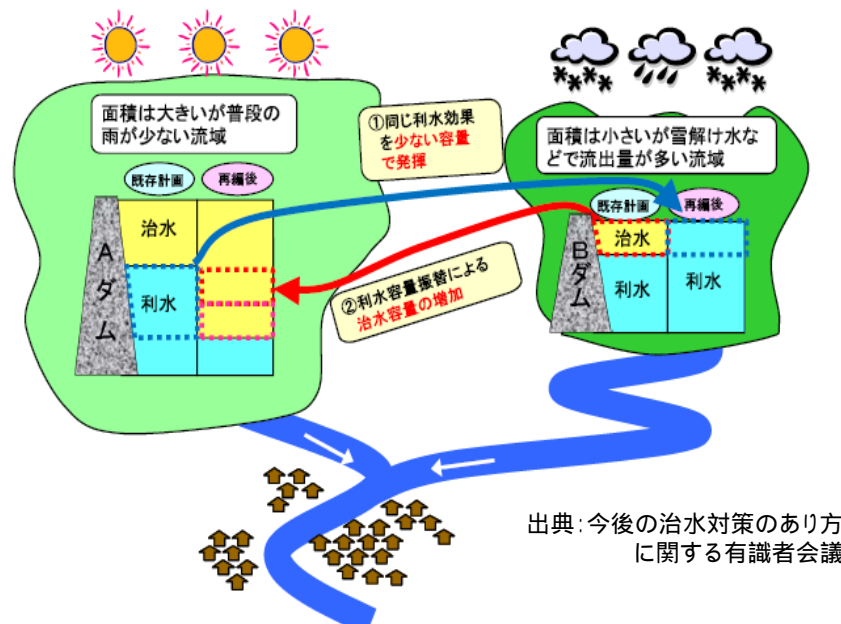 面積は大きいが普段の
雨が少ない流域
既存計画
再編後
治水
利水
Aダム
①同じ利水効果
を少ない容量
で発揮
②利水容量振替による
治水容量の増加
面積は小さいが雪解け水な
どで流出量が多い流域
既存計画
再編後
治水
利水
利水
Bダム
出典:今後の治水対策のあり方
に関する有識者会議